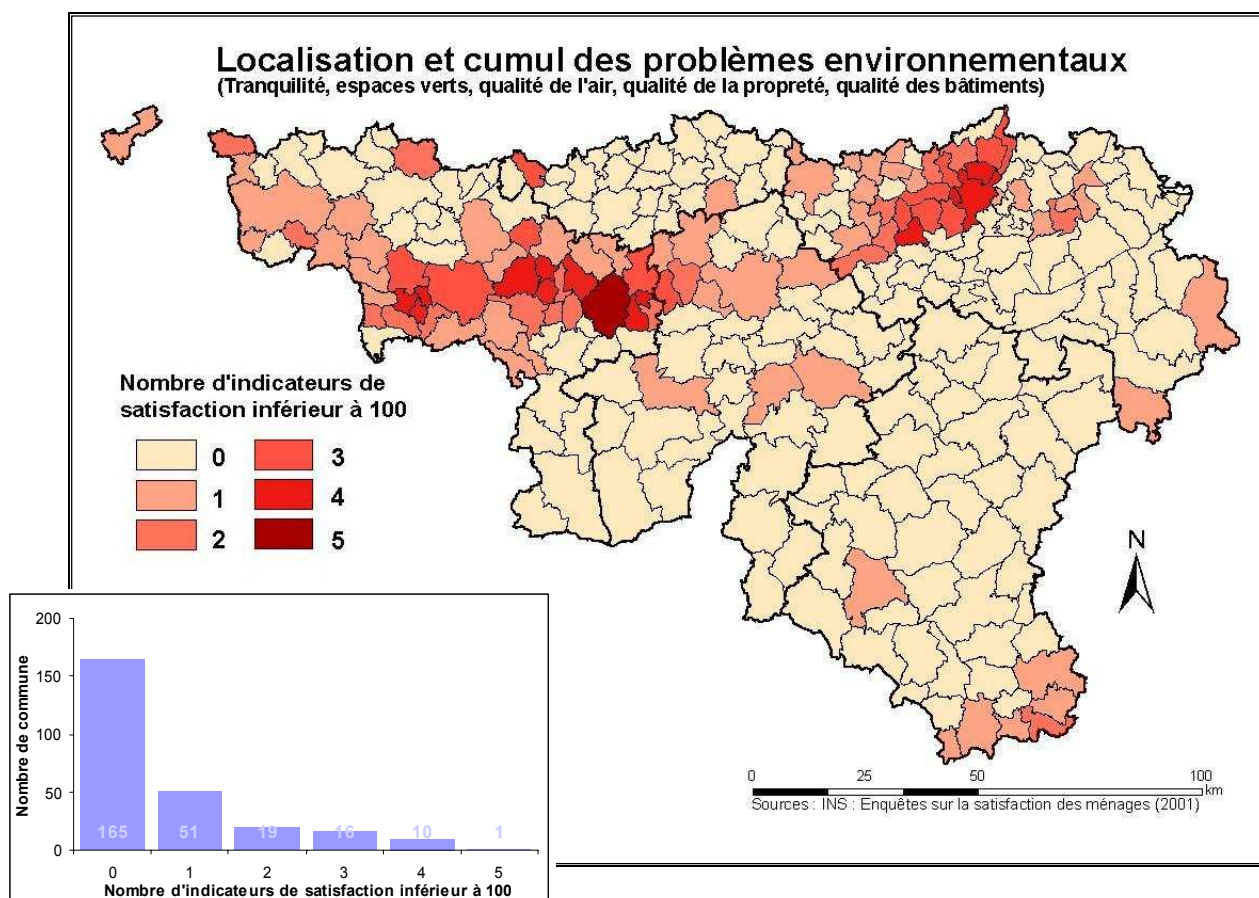 Localisation et cumul des problèmes environnementaux
(Tranquilité, espaces verts, qualité de l'air, qualité de la propreté, qualité des bâtiments)
Nombre d'indicateurs de
satisfaction inférieur à 100
0 3
1 4
2 5
N
0 25 50 100
km
Sources : INS : Enquêtes sur la satisfaction des ménages (2001)
Nombre de commune
200
150
100
50
0
165 51 19 16 10 1
0 1 2 3 4 5
Nombre d'indicateurs de satisfaction inférieur à 100